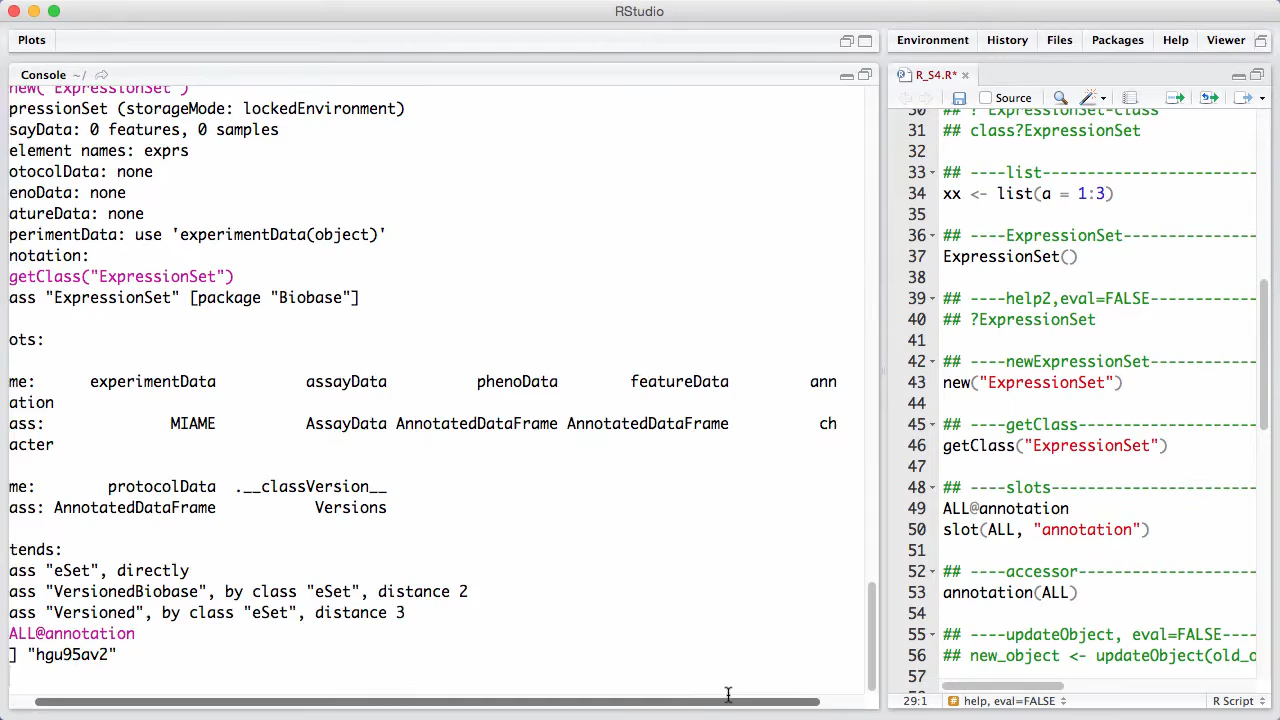 RStudio
Plots
Console ~/
new("ExpressionSet")
pressionSet (storageMode: lockedEnvironment)
sayData: 0 features, 0 samples
element names: exprs
otocolData: none
enoData: none
atureData: none
perimentData: use 'experimentData(object)'
notation:
getClass("ExpressionSet")
ass "ExpressionSet" [package "Biobase"]
ots:
me: experimentData assayData phenoData featureData ann
ation
ass: MIAME AssayData AnnotatedDataFrame AnnotatedDataFrame ch
acter
me: protocolData .__classVersion__
ass: AnnotatedDataFrame Versions
tends:
ass "eSet", directly
ass "VersionedBiobase", by class "eSet", distance 2
ass "Versioned", by class "eSet", distance 3
ALL@annotation
] "hgu95av2"
Environment History Files Packages Help Viewer
R_S4.R*
Source
30 ## ? ExpressionSet-class
31 ## class?ExpressionSet
32
33 ## ----list------------------------
34 xx <- list(a = 1:3)
35
36 ## ----ExpressionSet---------------
37 ExpressionSet()
38
39 ## ----help2,eval=FALSE------------
40 ## ?ExpressionSet
41
42 ## ----newExpressionSet------------
43 new("ExpressionSet")
44
45 ## ----getClass--------------------
46 getClass("ExpressionSet")
47
48 ## ----slots-----------------------
49 ALL@annotation
50 slot(ALL, "annotation")
51
52 ## ----accessor--------------------
53 annotation(ALL)
54
55 ## ----updateObject, eval=FALSE----
56 ## new_object <- updateObject(old_o
57
29:1 help, eval=FALSE R Script